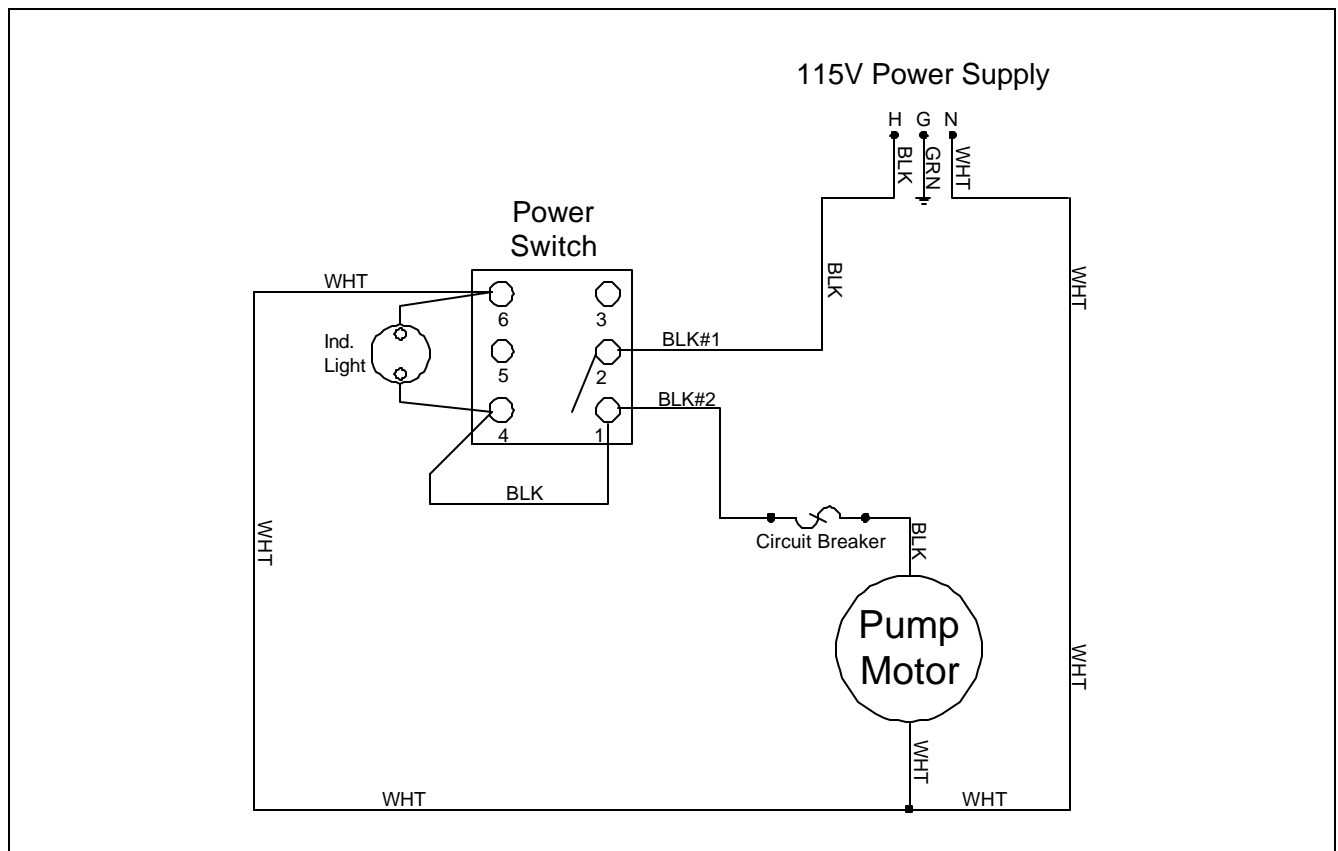 115V Power Supply
H G N
BLK
GRN
WHT
Power
Switch
WHT
6
3
BLK
WHT
Ind.
Light
BLK#1
5
2
BLK#2
4
1
BLK
WHT
Circuit Breaker
BLK
Pump
Motor
WHT
WHT
WHT
WHT